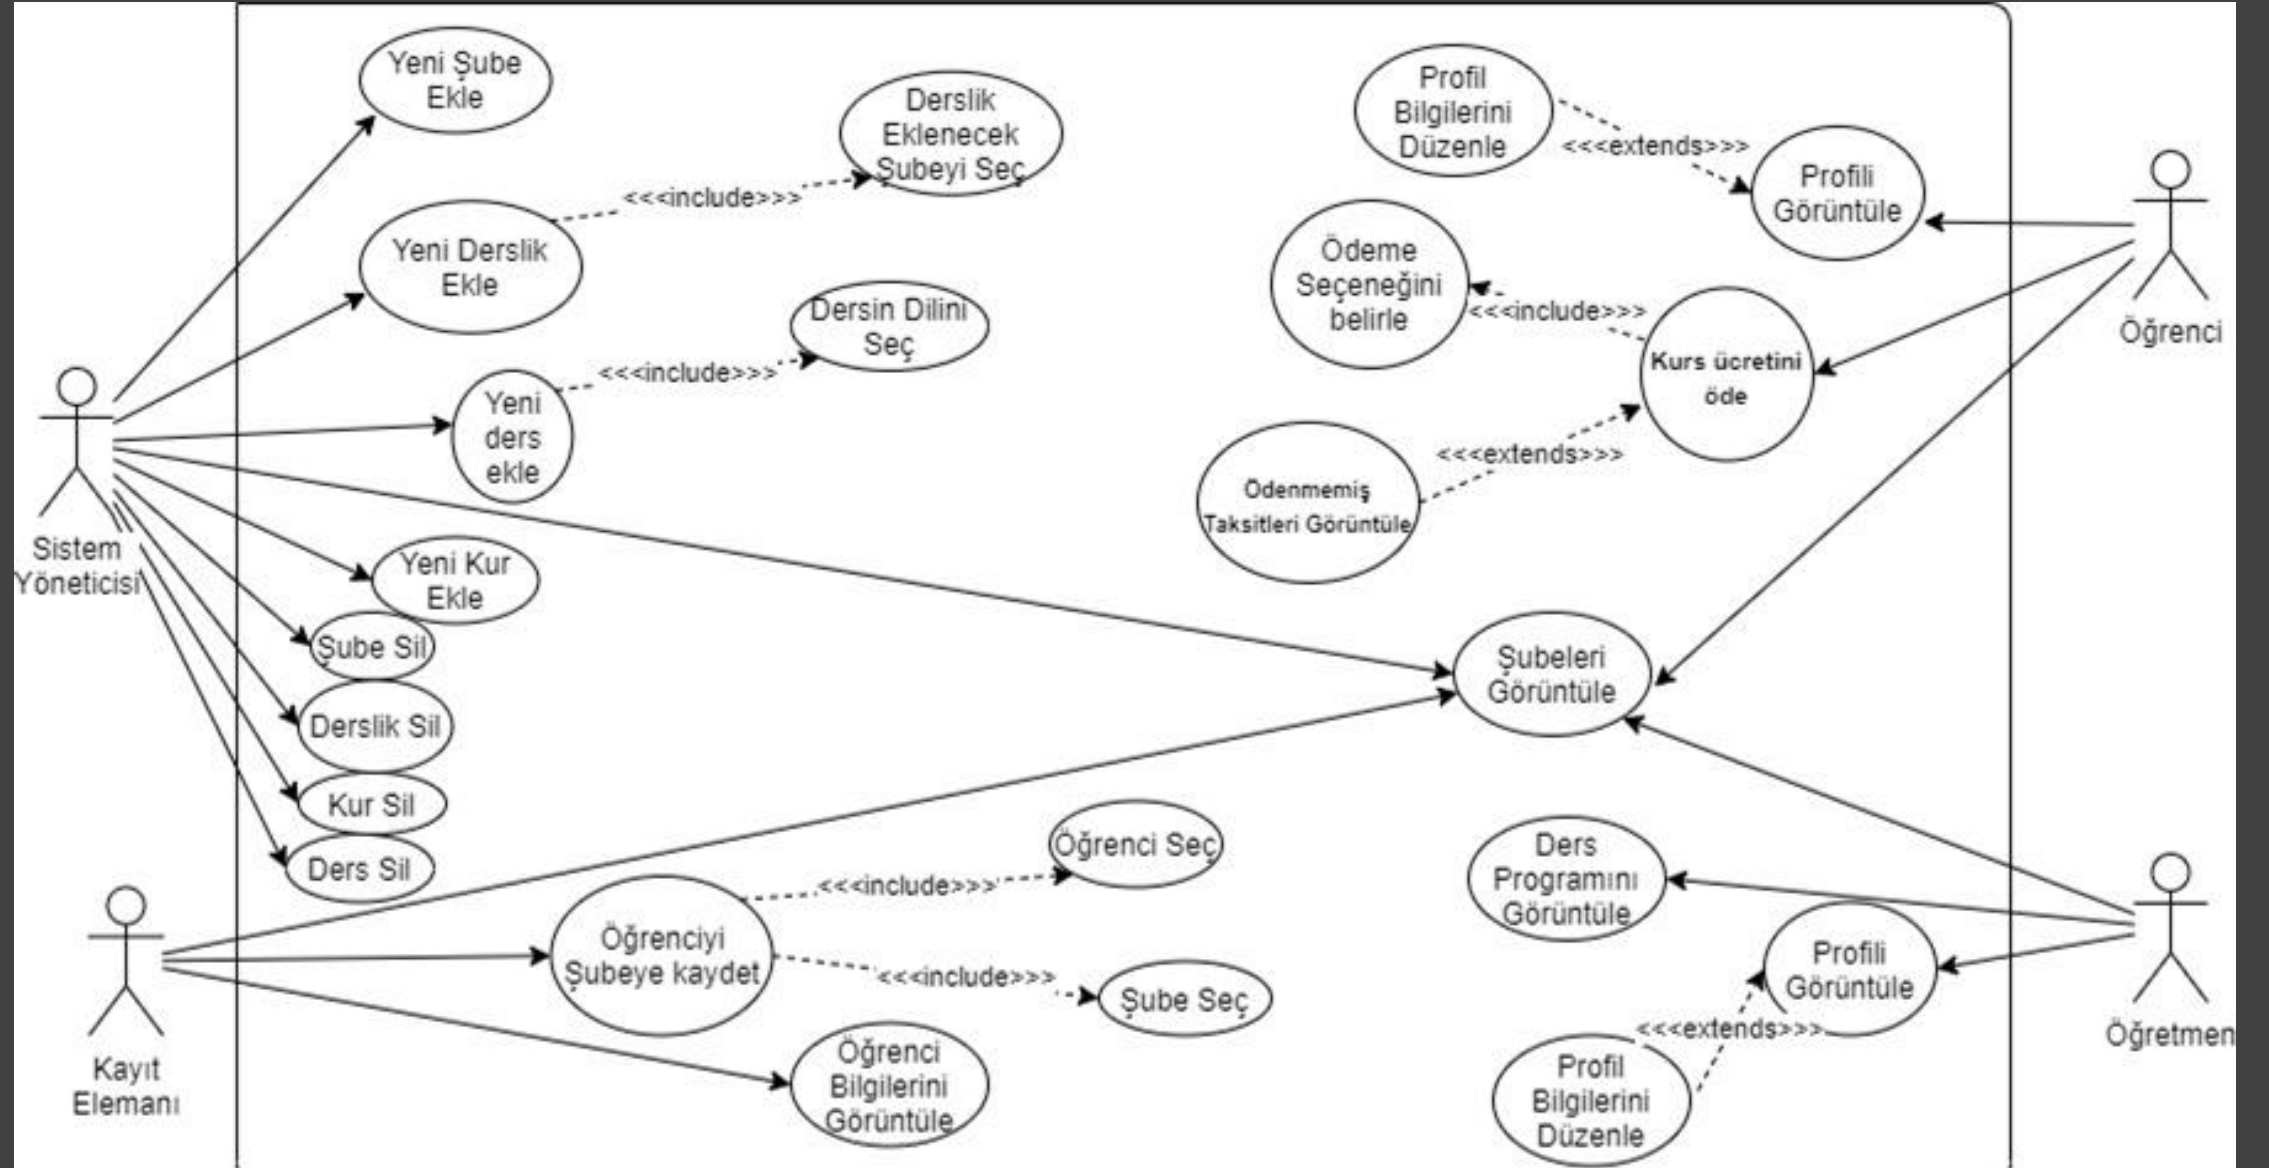 Yeni Şube
Ekle
Derslik
Eklenecek
Şubeyi Seç
<<<include>>>
Yeni Derslik
Ekle
Dersin Dilini
Seç
<<<include>>>
Yeni
ders
ekle
Sistem
Yöneticisi
Yeni Kur
Ekle
Şube Sil
Derslik Sil
Kur Sil
Ders Sil
Profil
Bilgilerini
Düzenle
<<<extends>>>
Profili
Görüntüle
Öğrenci
Ödeme
Seçeneğini
belirle
<<<include>>>
Kurs ücretini
öde
<<<extends>>>
Ödenmemiş
Taksitleri Görüntüle
Şubeleri
Görüntüle
Kayıt
Elemanı
Öğrenciyi
Şubeye kaydet
<<<include>>>
Öğrenci Seç
<<<include>>>
Şube Seç
Öğrenci
Bilgilerini
Görüntüle
Ders
Programını
Görüntüle
Profili
Görüntüle
<<<extends>>>
Profil
Bilgilerini
Düzenle
Öğretmen